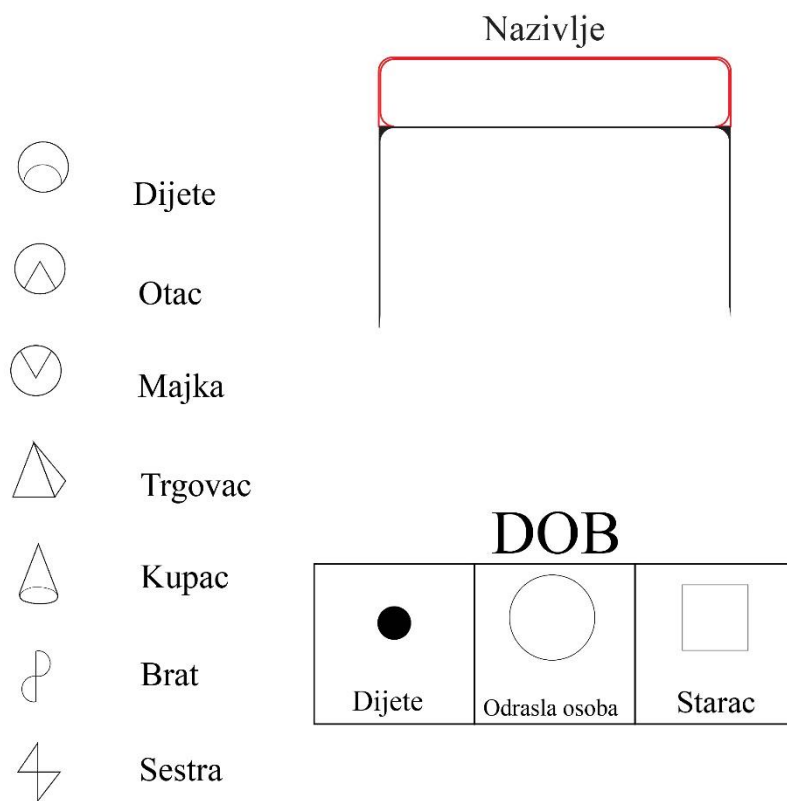 Nazivlje
Dijete
Otac
Majka
Trgovac
Kupac
Brat
Sestra
DOB
Dijete
Odrasla osoba
Starac